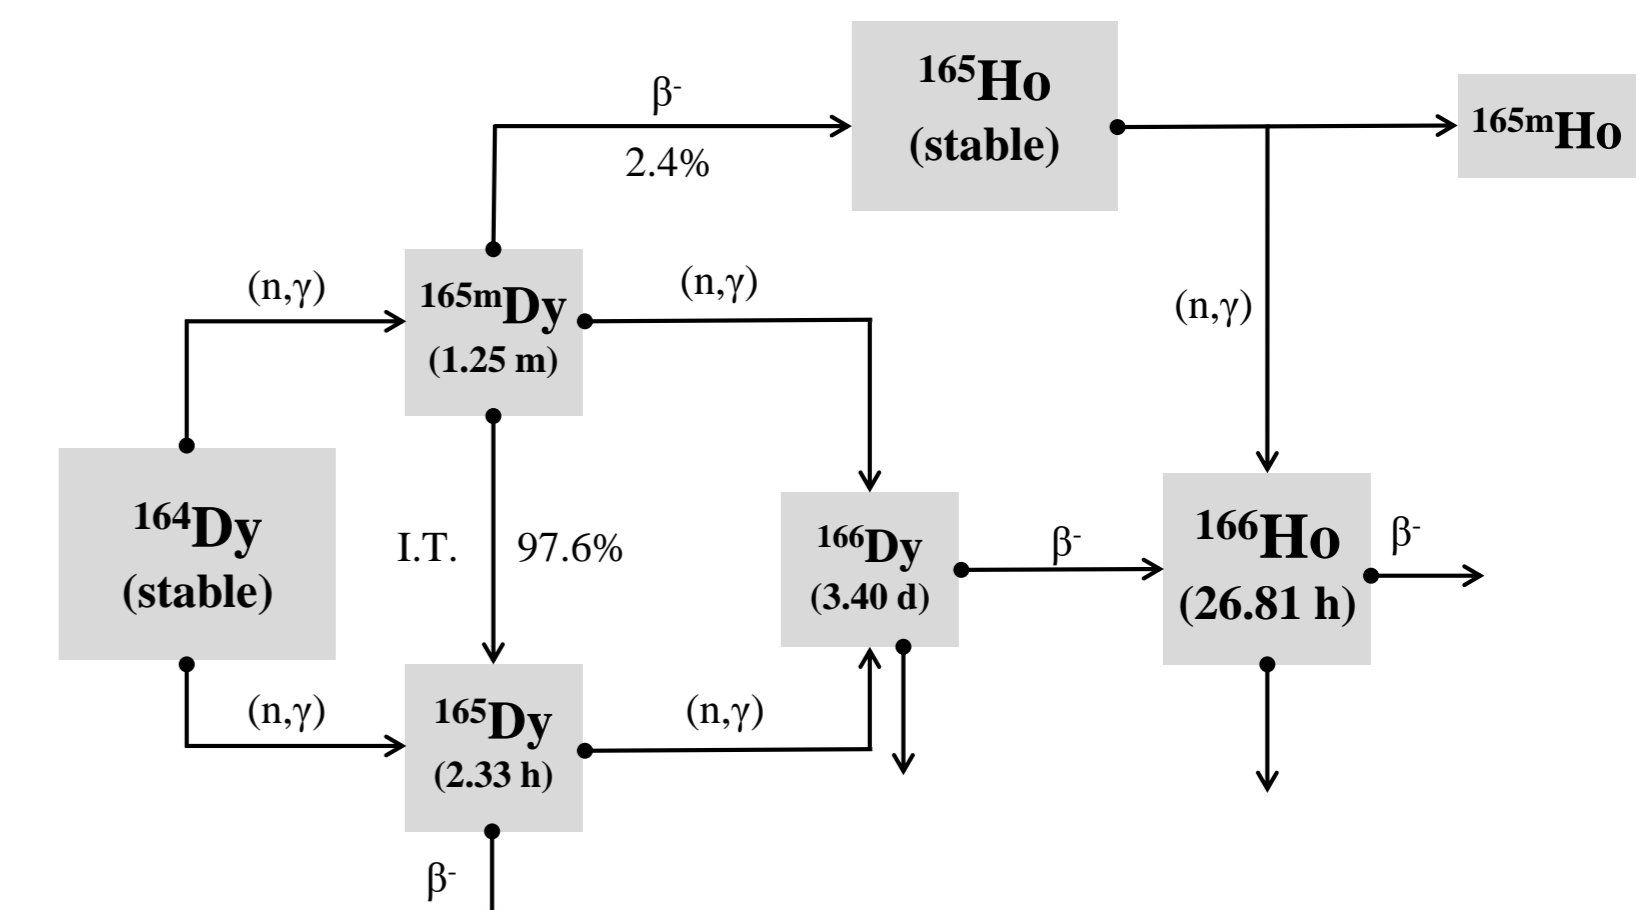 ¹⁶⁵Ho
(stable)
¹⁶⁵ᵐHo
β⁻
2.4%
(n,γ)
¹⁶⁵ᵐDy
(1.25 m)
(n,γ)
(n,γ)
¹⁶⁴Dy
(stable)
I.T.
97.6%
¹⁶⁶Dy
(3.40 d)
β⁻
¹⁶⁶Ho
(26.81 h)
β⁻
(n,γ)
¹⁶⁵Dy
(2.33 h)
(n,γ)
β⁻